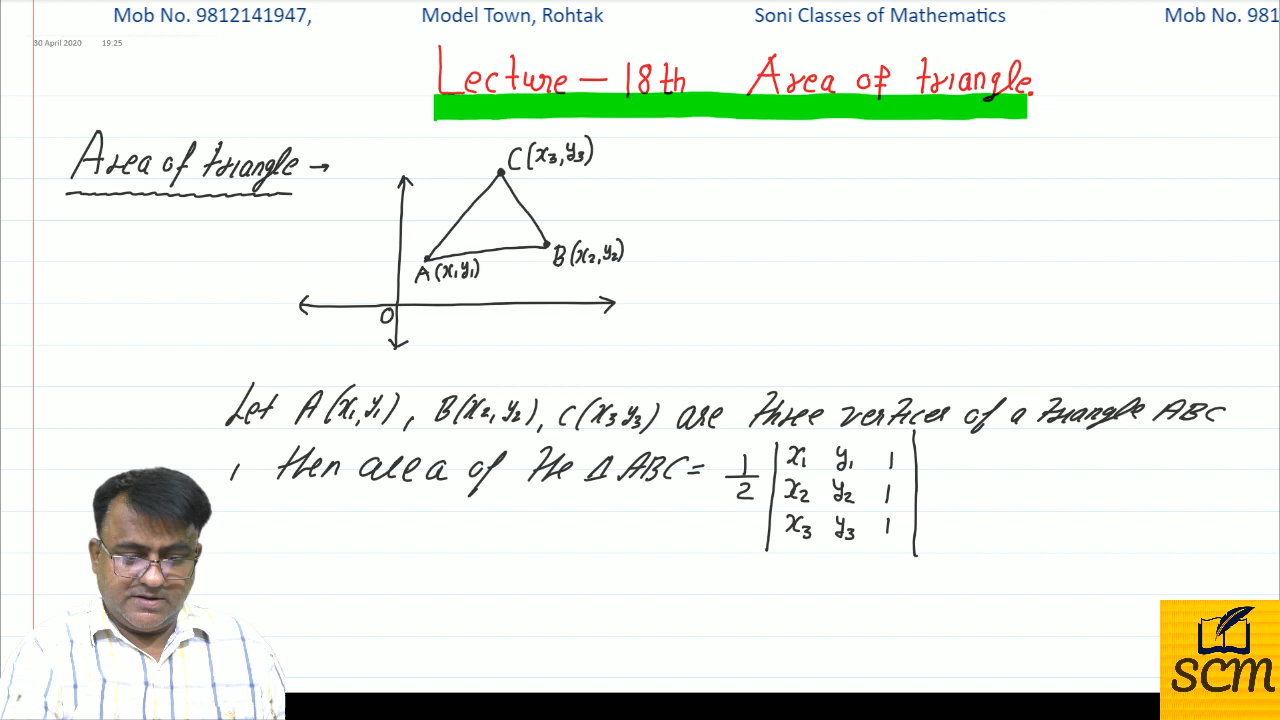 Mob No. 9812141947, Model Town, Rohtak Soni Classes of Mathematics Mob No. 981
30 April 2020 19:25
Lecture – 18th Area of triangle.
Area of triangle →
C(x₃, y₃)
B(x₂, y₂)
A(x₁ y₁)
O
Let A(x₁, y₁), B(x₂, y₂), C(x₃ y₃) are three vertices of a triangle ABC
, then area of the Δ ABC = 1/2 | x₁ y₁ 1 |
| x₂ y₂ 1 |
| x₃ y₃ 1 |
SCM